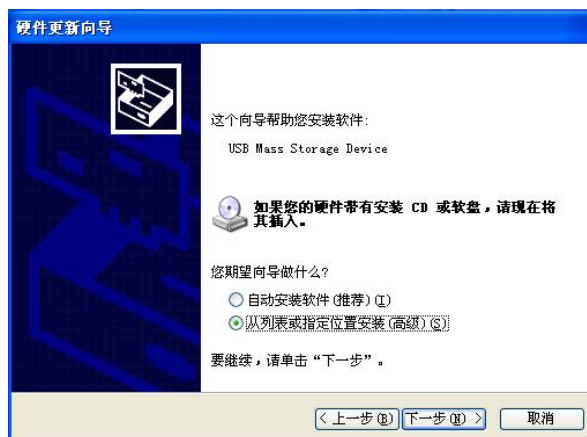 硬件更新向导
这个向导帮助您安装软件:
USB Mass Storage Device
如果您的硬件带有安装 CD 或软盘，请现在将
其插入。
您期望向导做什么?
自动安装软件(推荐)(I)
从列表或指定位置安装(高级)(S)
要继续，请单击“下一步”。
< 上一步(B) 下一步(N) > 取消